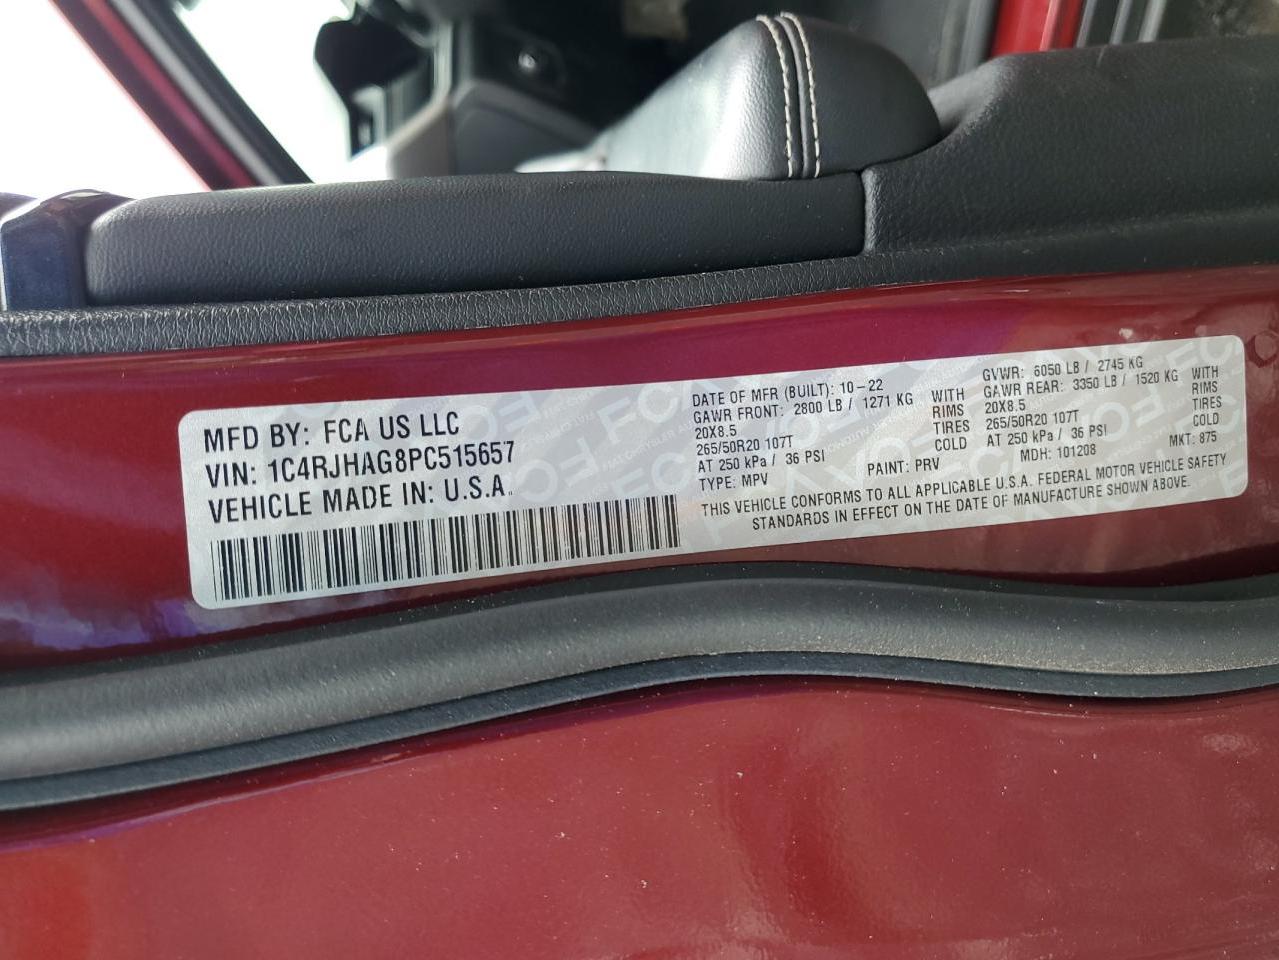 MFD BY: FCA US LLC
VIN: 1C4RJHAG8PC515657
VEHICLE MADE IN: U.S.A.
DATE OF MFR (BUILT): 10-22
GAWR FRONT: 2800 LB / 1271 KG WITH
20X8.5 RIMS
265/50R20 107T TIRES
AT 250 kPa / 36 PSI COLD
TYPE: MPV PAINT: PRV
GVWR: 6050 LB / 2745 KG
GAWR REAR: 3350 LB / 1520 KG WITH
20X8.5 RIMS
265/50R20 107T TIRES
AT 250 kPa / 36 PSI COLD
MDH: 101208 MKT: 875
THIS VEHICLE CONFORMS TO ALL APPLICABLE U.S.A. FEDERAL MOTOR VEHICLE SAFETY
STANDARDS IN EFFECT ON THE DATE OF MANUFACTURE SHOWN ABOVE.